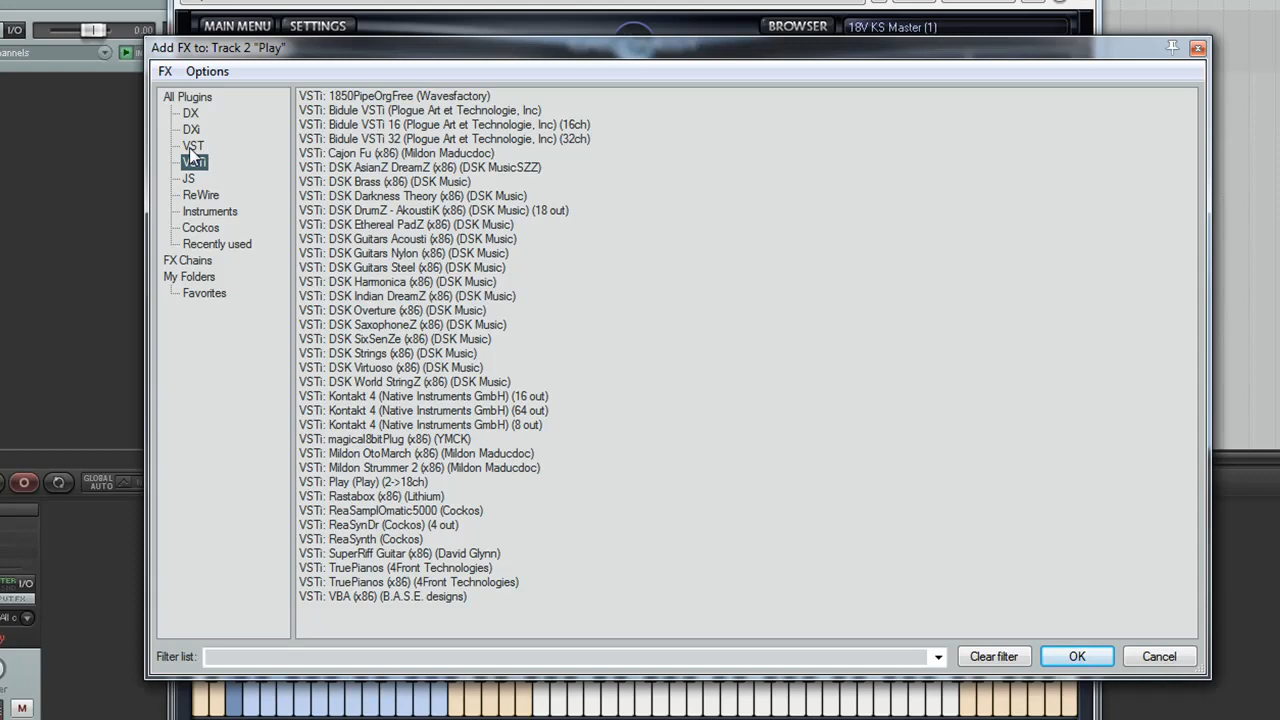 MAIN MENU
SETTINGS
BROWSER
18V KS Master (1)
I/O
0.00
Add FX to: Track 2 "Play"
FX
Options
All Plugins
DX
DXi
VST
VSTi
JS
ReWire
Instruments
Cockos
Recently used
FX Chains
My Folders
Favorites
VSTi: 1850PipeOrgFree (Wavesfactory)
VSTi: Bidule VSTi (Plogue Art et Technologie, Inc)
VSTi: Bidule VSTi 16 (Plogue Art et Technologie, Inc) (16ch)
VSTi: Bidule VSTi 32 (Plogue Art et Technologie, Inc) (32ch)
VSTi: Cajon Fu (x86) (Mildon Maducdoc)
VSTi: DSK AsianZ DreamZ (x86) (DSK MusicSZZ)
VSTi: DSK Brass (x86) (DSK Music)
VSTi: DSK Darkness Theory (x86) (DSK Music)
VSTi: DSK DrumZ - AkoustiK (x86) (DSK Music) (18 out)
VSTi: DSK Ethereal PadZ (x86) (DSK Music)
VSTi: DSK Guitars Acousti (x86) (DSK Music)
VSTi: DSK Guitars Nylon (x86) (DSK Music)
VSTi: DSK Guitars Steel (x86) (DSK Music)
VSTi: DSK Harmonica (x86) (DSK Music)
VSTi: DSK Indian DreamZ (x86) (DSK Music)
VSTi: DSK Overture (x86) (DSK Music)
VSTi: DSK SaxophoneZ (x86) (DSK Music)
VSTi: DSK SixSenZe (x86) (DSK Music)
VSTi: DSK Strings (x86) (DSK Music)
VSTi: DSK Virtuoso (x86) (DSK Music)
VSTi: DSK World StringZ (x86) (DSK Music)
VSTi: Kontakt 4 (Native Instruments GmbH) (16 out)
VSTi: Kontakt 4 (Native Instruments GmbH) (64 out)
VSTi: Kontakt 4 (Native Instruments GmbH) (8 out)
VSTi: magical8bitPlug (x86) (YMCK)
VSTi: Mildon OtoMarch (x86) (Mildon Maducdoc)
VSTi: Mildon Strummer 2 (x86) (Mildon Maducdoc)
VSTi: Play (Play) (2->18ch)
VSTi: Rastabox (x86) (Lithium)
VSTi: ReaSamplOmatic5000 (Cockos)
VSTi: ReaSynDr (Cockos) (4 out)
VSTi: ReaSynth (Cockos)
VSTi: SuperRiff Guitar (x86) (David Glynn)
VSTi: TruePianos (4Front Technologies)
VSTi: TruePianos (x86) (4Front Technologies)
VSTi: VBA (x86) (B.A.S.E. designs)
GLOBAL
AUTO
I/O
M
Filter list:
Clear filter
OK
Cancel